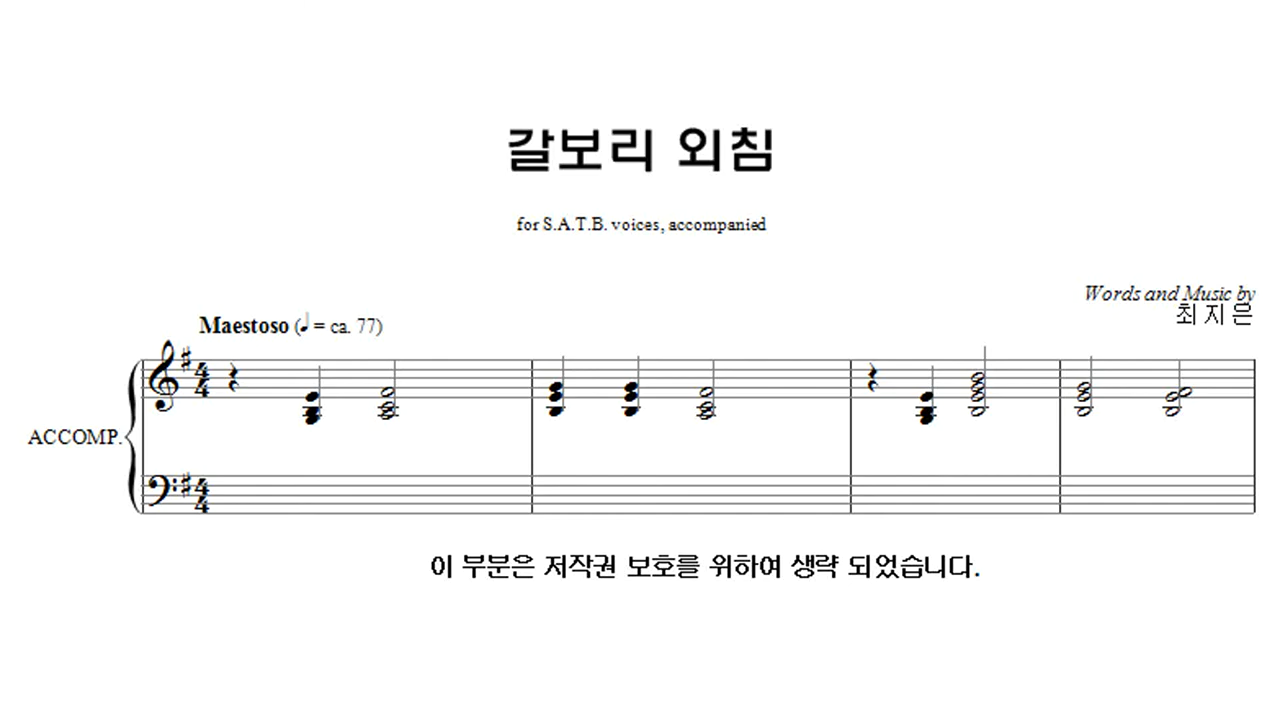 갈보리 외침
for S.A.T.B. voices, accompanied
Words and Music by
최 지 은
Maestoso (♩ = ca. 77)
ACCOMP.
이 부분은 저작권 보호를 위하여 생략 되었습니다.